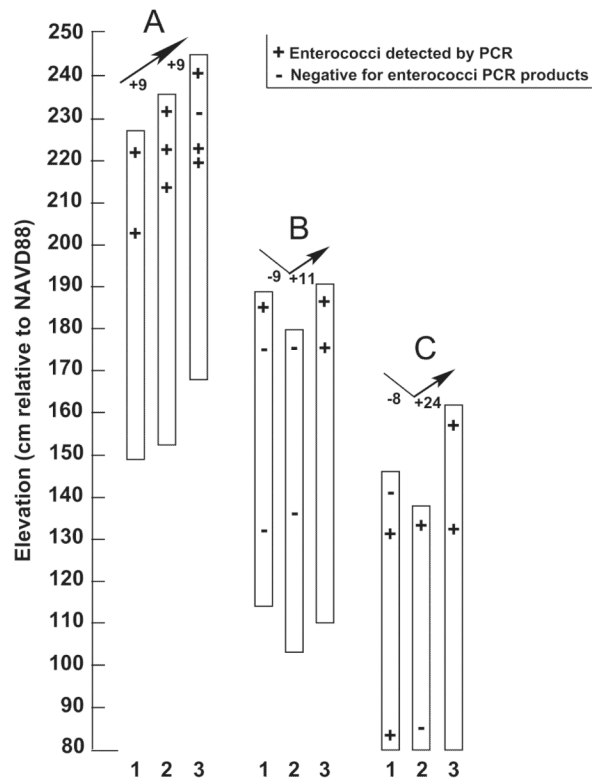 A
+9
+9
+ Enterococci detected by PCR
- Negative for enterococci PCR products
B
-9 +11
C
-8 +24
Elevation (cm relative to NAVD88)
250
240
230
220
210
200
190
180
170
160
150
140
130
120
110
100
90
80
+ + + + + + + - + +
+ - - - - + +
- + + + - + +
1 2 3 1 2 3 1 2 3